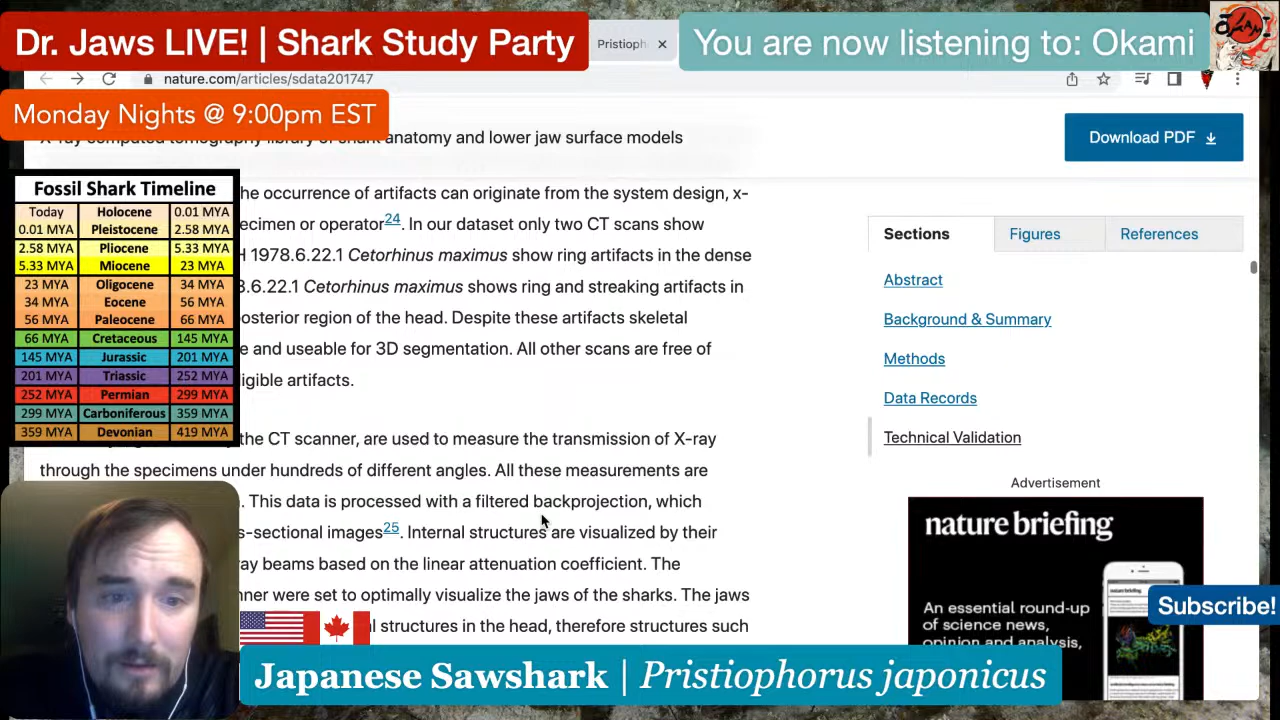 Dr. Jaws LIVE! | Shark Study Party
Pristioph
You are now listening to: Okami
nature.com/articles/sdata201747
Monday Nights @ 9:00pm EST
anatomy and lower jaw surface models
Download PDF
Fossil Shark Timeline
Today Holocene 0.01 MYA
0.01 MYA Pleistocene 2.58 MYA
2.58 MYA Pliocene 5.33 MYA
5.33 MYA Miocene 23 MYA
23 MYA Oligocene 34 MYA
34 MYA Eocene 56 MYA
56 MYA Paleocene 66 MYA
66 MYA Cretaceous 145 MYA
145 MYA Jurassic 201 MYA
201 MYA Triassic 252 MYA
252 MYA Permian 299 MYA
299 MYA Carboniferous 359 MYA
359 MYA Devonian 419 MYA
he occurrence of artifacts can originate from the system design, x-
ecimen or operator24. In our dataset only two CT scans show
H 1978.6.22.1 Cetorhinus maximus show ring artifacts in the dense
8.6.22.1 Cetorhinus maximus shows ring and streaking artifacts in
osterior region of the head. Despite these artifacts skeletal
e and useable for 3D segmentation. All other scans are free of
igible artifacts.
the CT scanner, are used to measure the transmission of X-ray
through the specimens under hundreds of different angles. All these measurements are
. This data is processed with a filtered backprojection, which
s-sectional images25. Internal structures are visualized by their
ray beams based on the linear attenuation coefficient. The
nner were set to optimally visualize the jaws of the sharks. The jaws
l structures in the head, therefore structures such
Sections Figures References
Abstract
Background & Summary
Methods
Data Records
Technical Validation
Advertisement
nature briefing
An essential round-up
of science news,
opinion and analysis,
Subscribe!
Japanese Sawshark | Pristiophorus japonicus